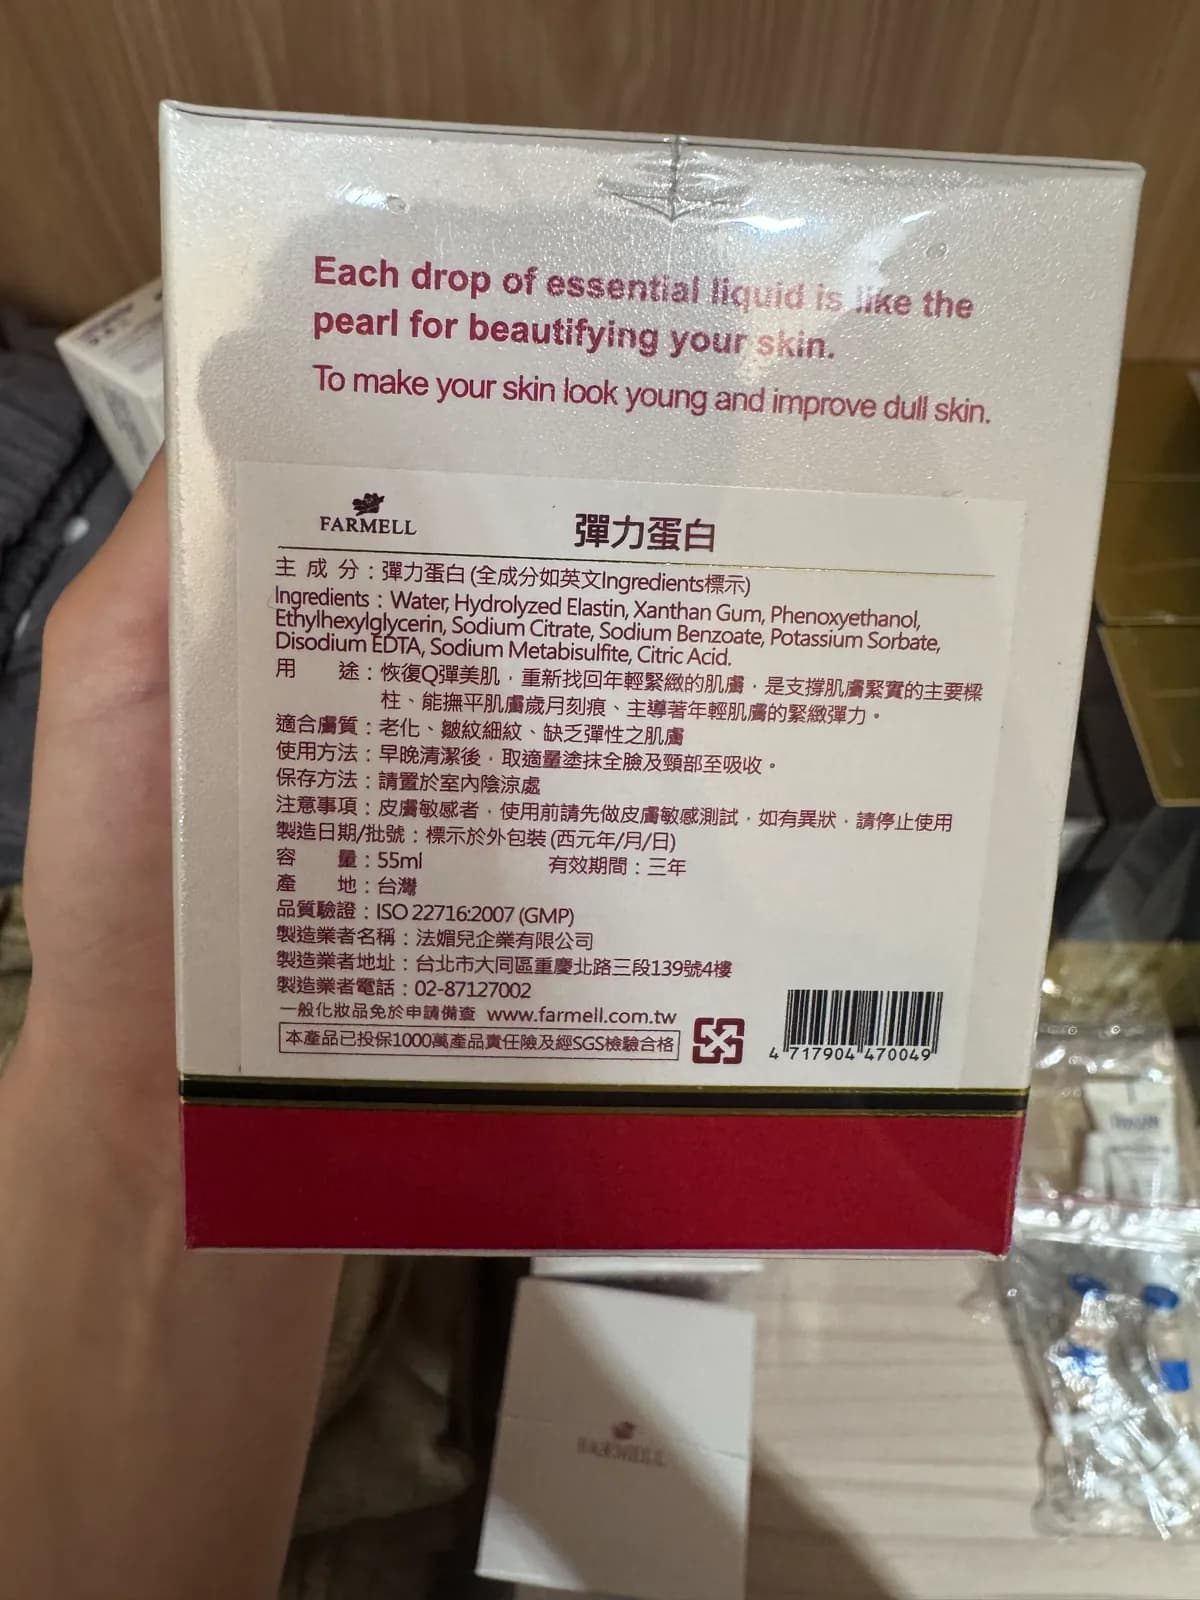 Each drop of essential liquid is like the
pearl for beautifying your skin.
To make your skin look young and improve dull skin.
FARMELL
彈力蛋白
主成分：彈力蛋白 (全成分如英文Ingredients標示)
Ingredients：Water, Hydrolyzed Elastin, Xanthan Gum, Phenoxyethanol,
Ethylhexylglycerin, Sodium Citrate, Sodium Benzoate, Potassium Sorbate,
Disodium EDTA, Sodium Metabisulfite, Citric Acid.
用途：恢復Q彈美肌，重新找回年輕緊緻的肌膚，是支撐肌膚緊實的主要樑
柱、能撫平肌膚歲月刻痕、主導著年輕肌膚的緊緻彈力。
適合膚質：老化、皺紋細紋、缺乏彈性之肌膚
使用方法：早晚清潔後，取適量塗抹全臉及頸部至吸收。
保存方法：請置於室內陰涼處
注意事項：皮膚敏感者，使用前請先做皮膚敏感測試，如有異狀，請停止使用
製造日期/批號：標示於外包裝 (西元年/月/日)
容量：55ml 有效期間：三年
產地：台灣
品質驗證：ISO 22716:2007 (GMP)
製造業者名稱：法媚兒企業有限公司
製造業者地址：台北市大同區重慶北路三段139號4樓
製造業者電話：02-87127002
一般化妝品免於申請備查 www.farmell.com.tw
本產品已投保1000萬產品責任險及經SGS檢驗合格
4 717904 470049
FARMELL